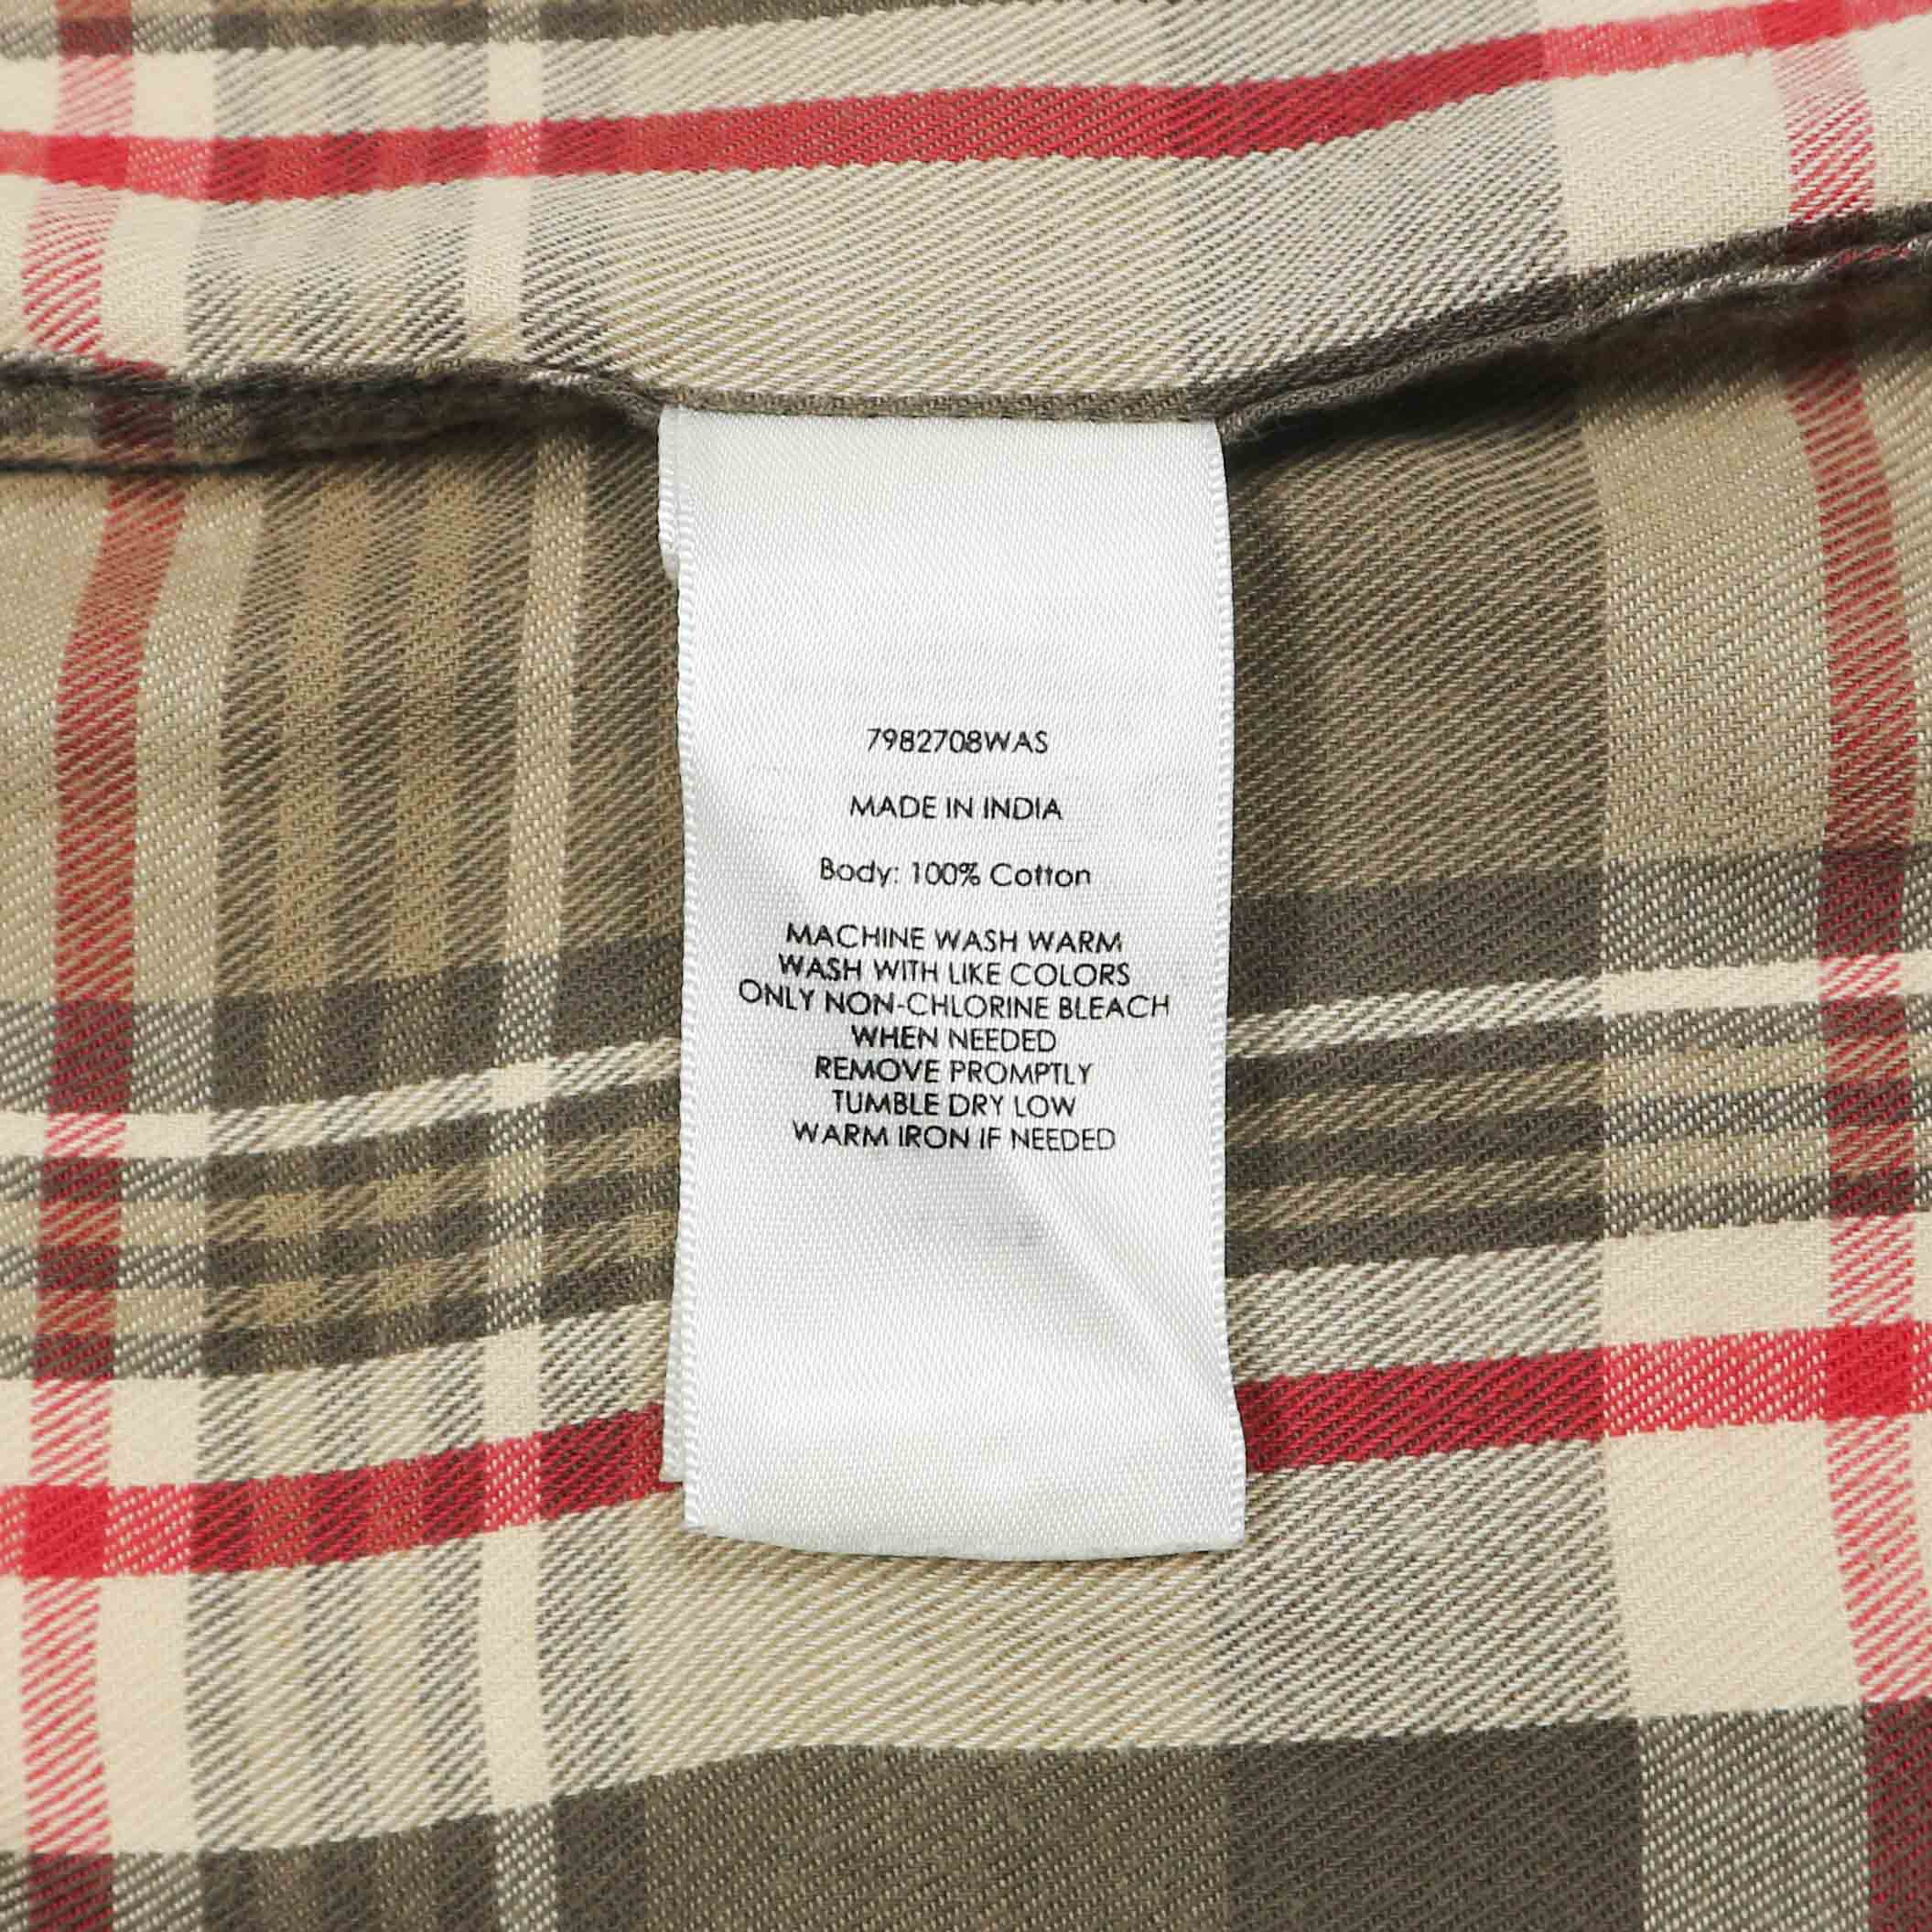 7982708WAS
MADE IN INDIA
Body: 100% Cotton
MACHINE WASH WARM
WASH WITH LIKE COLORS
ONLY NON-CHLORINE BLEACH
WHEN NEEDED
REMOVE PROMPTLY
TUMBLE DRY LOW
WARM IRON IF NEEDED